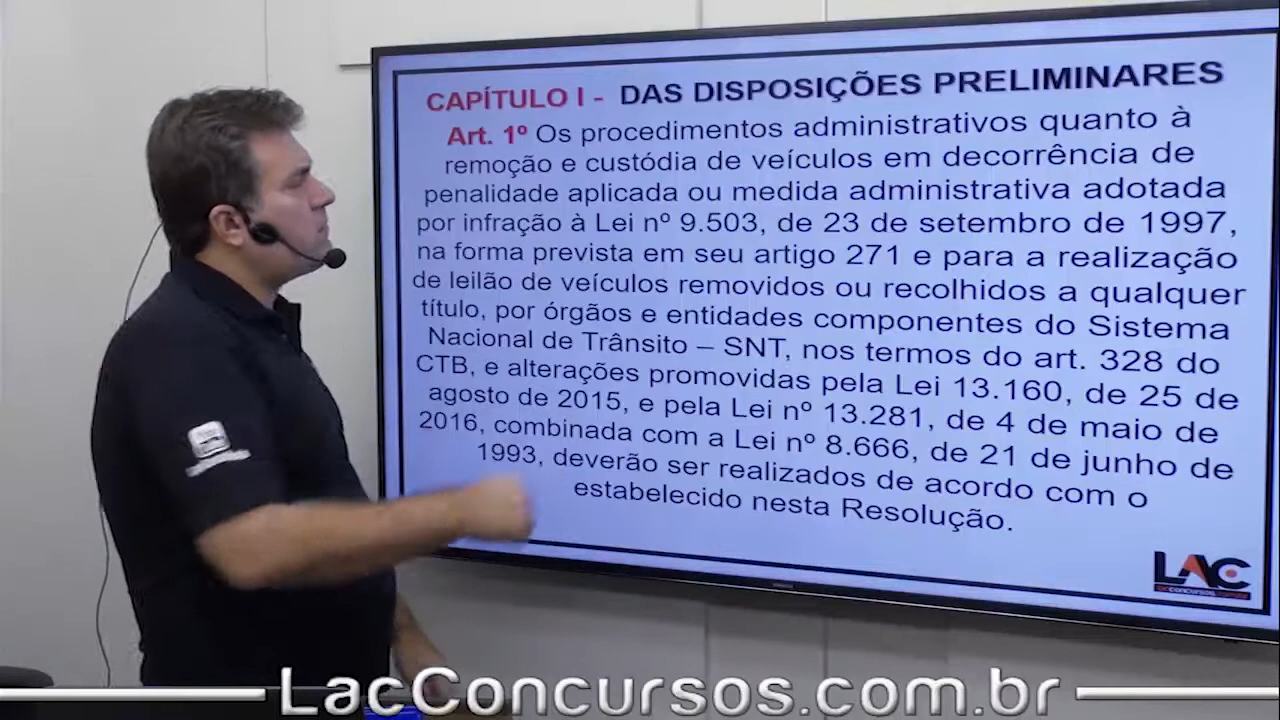 CAPÍTULO I - DAS DISPOSIÇÕES PRELIMINARES
Art. 1º Os procedimentos administrativos quanto à
remoção e custódia de veículos em decorrência de
penalidade aplicada ou medida administrativa adotada
por infração à Lei nº 9.503, de 23 de setembro de 1997,
na forma prevista em seu artigo 271 e para a realização
de leilão de veículos removidos ou recolhidos a qualquer
título, por órgãos e entidades componentes do Sistema
Nacional de Trânsito – SNT, nos termos do art. 328 do
CTB, e alterações promovidas pela Lei 13.160, de 25 de
agosto de 2015, e pela Lei nº 13.281, de 4 de maio de
2016, combinada com a Lei nº 8.666, de 21 de junho de
1993, deverão ser realizados de acordo com o
estabelecido nesta Resolução.
LAC
LacConcursos.com.br